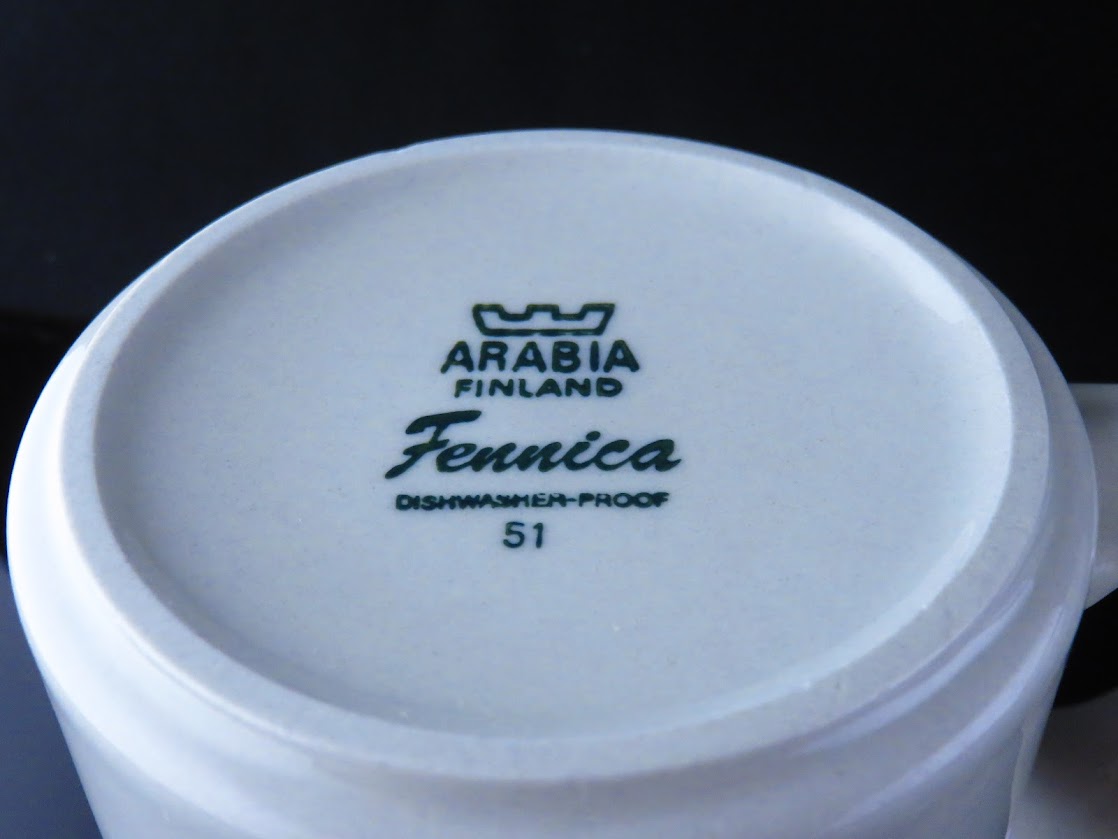 ARABIA
FINLAND
Fennica
DISHWASHER-PROOF
51